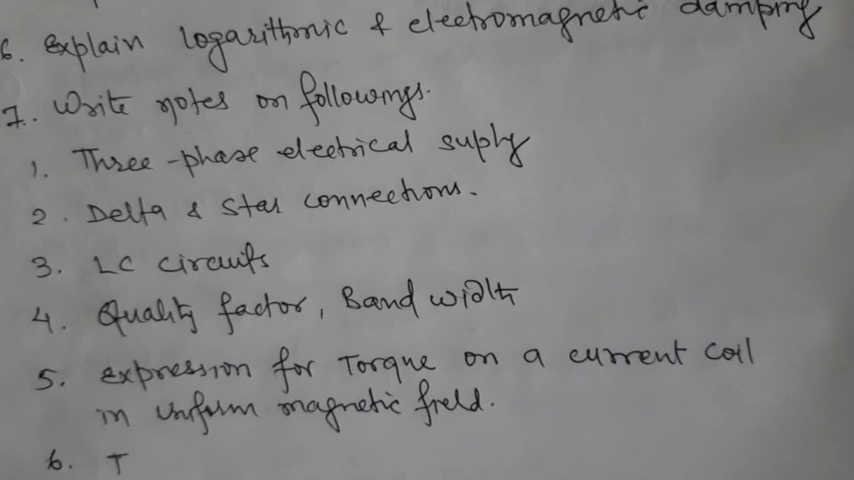 6. Explain logarithmic & electromagnetic damping
7. Write notes on followings.
1. Three-phase electrical suply
2. Delta & Star connections.
3. LC circuits
4. Quality factor, Band width
5. expression for Torque on a current coil
in uniform magnetic field.
6. T